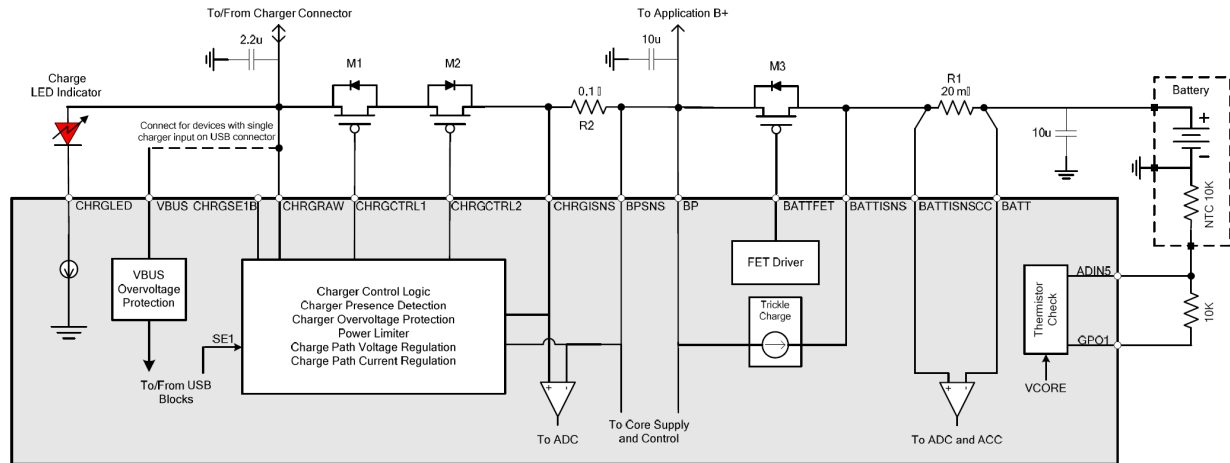 To/From Charger Connector
To Application B+
2.2u
10u
M1
M2
M3
R1
20 m▯
Charge
LED Indicator
0.1▯
R2
Battery
+
-
10u
NTC 10K
Connect for devices with single
charger input on USB connector
CHRGLED
VBUS
CHRGSE1B
CHRGRAW
CHRGCTRL1
CHRGCTRL2
CHRGISNS
BPSNS
BP
BATTFET
BATTISNS
BATTISNSCC
BATT
VBUS
Overvoltage
Protection
Charger Control Logic
Charger Presence Detection
Charger Overvoltage Protection
Power Limiter
Charge Path Voltage Regulation
Charge Path Current Regulation
SE1
FET Driver
Trickle
Charge
Thermistor
Check
ADIN5
GPO1
10K
VCORE
To/From USB
Blocks
+ -
To ADC
To Core Supply
and Control
+ -
To ADC and ACC